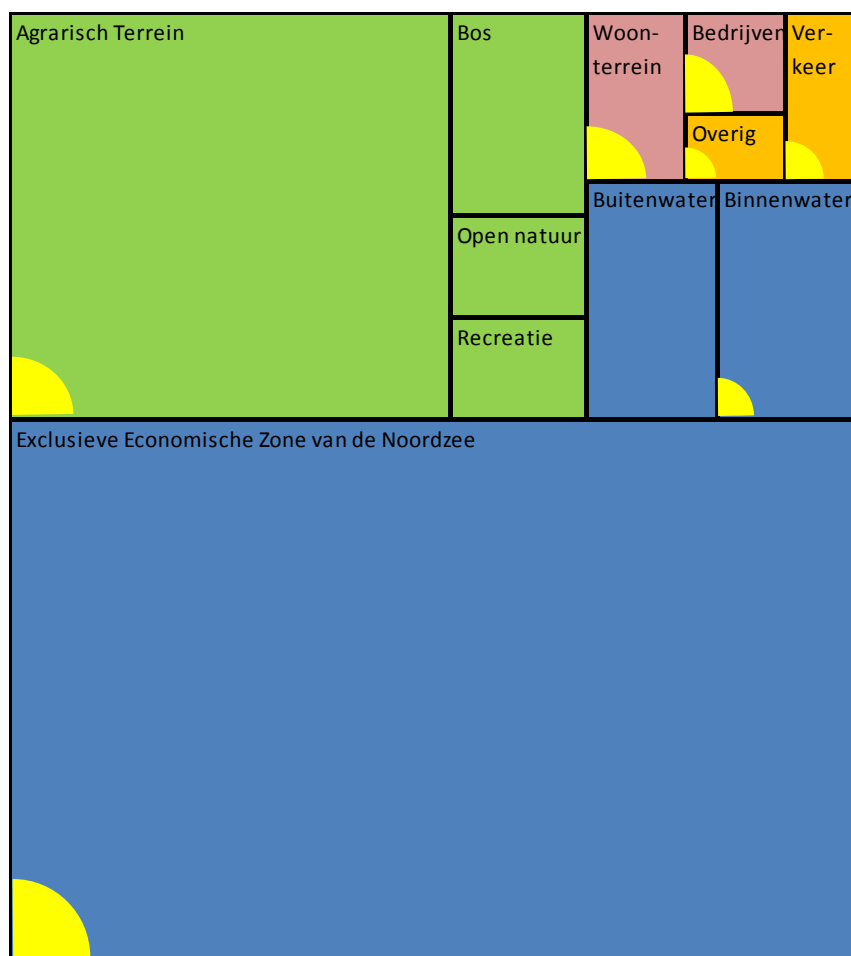 Agrarisch Terrein
Bos
Woon-
terrein
Bedrijven
Ver-
keer
Overig
Open natuur
Recreatie
Buitenwater
Binnenwater
Exclusieve Economische Zone van de Noordzee